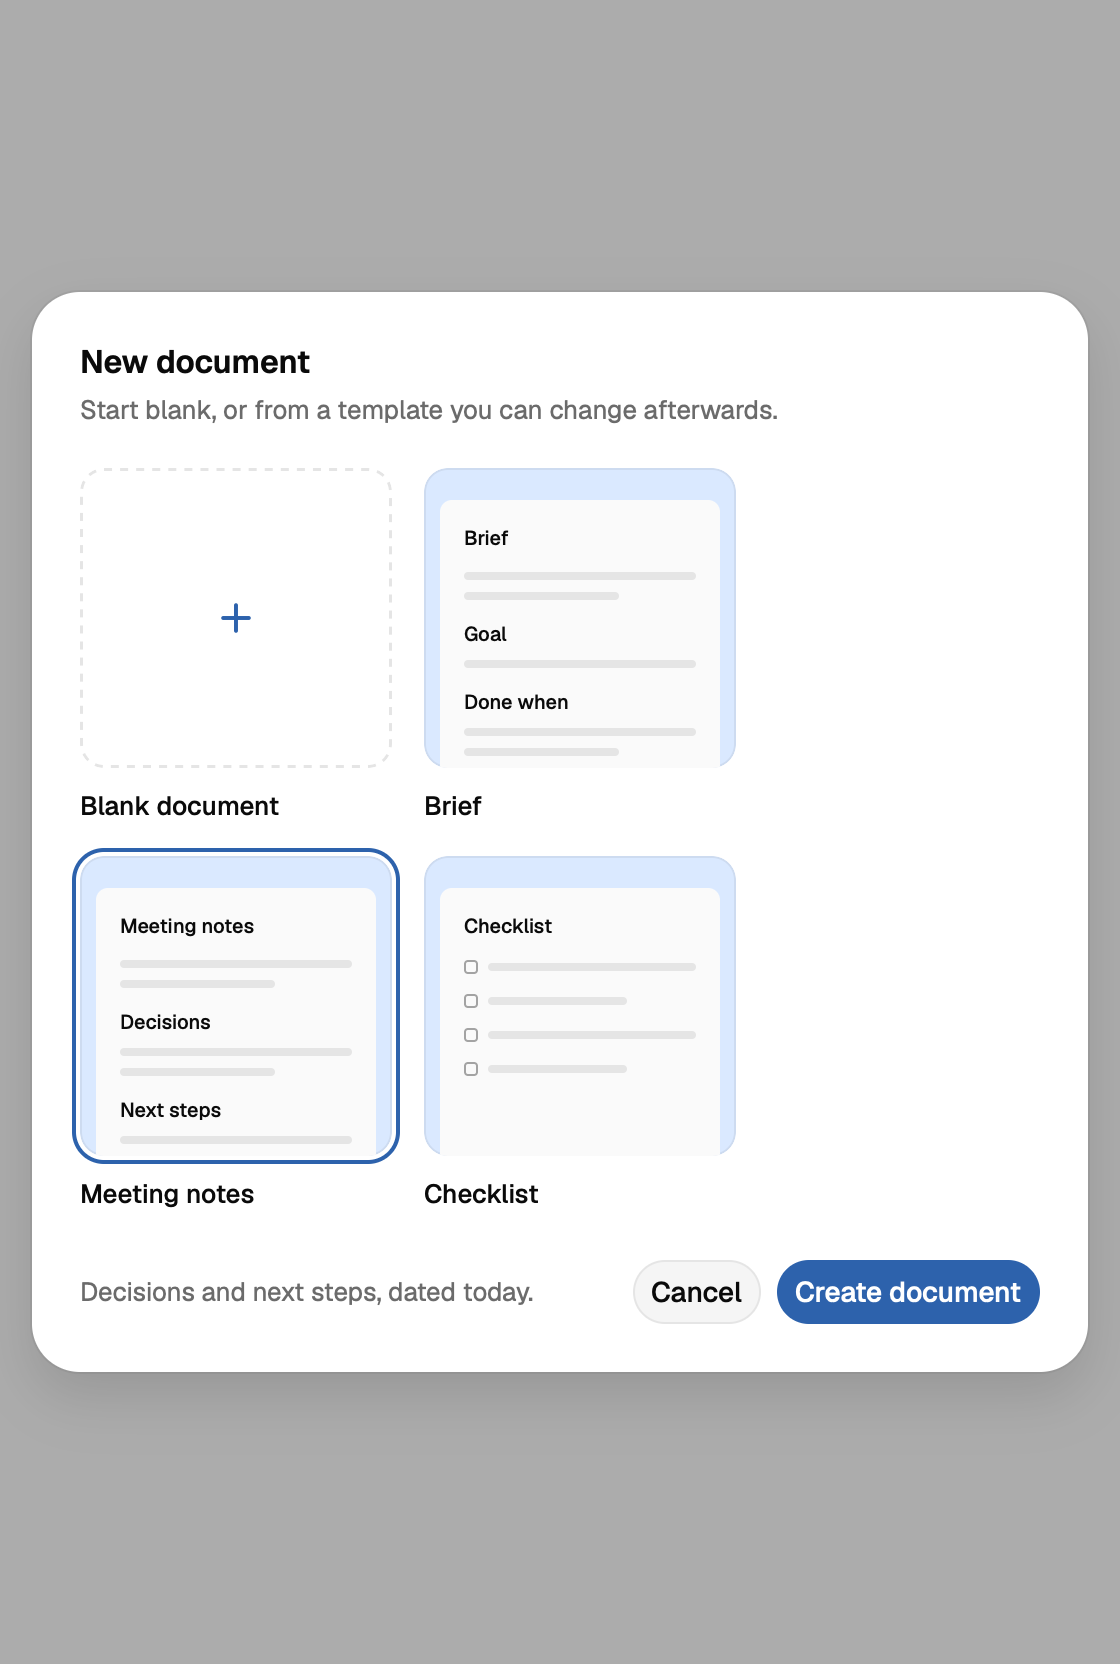 New document
Start blank, or from a template you can change afterwards.
Brief
Goal
Done when
Blank document
Brief
Meeting notes
Decisions
Next steps
Checklist
Meeting notes
Checklist
Decisions and next steps, dated today.
Cancel
Create document